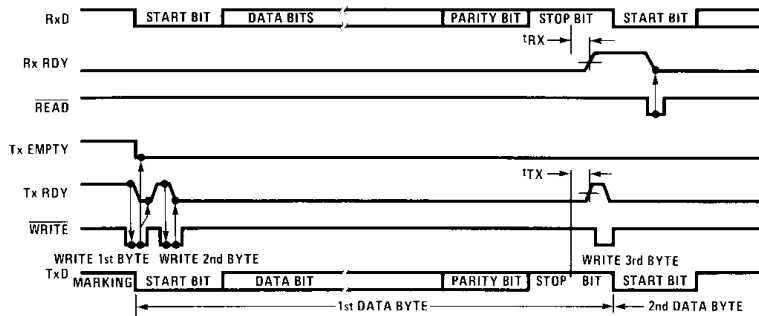 RxD START BIT DATA BITS PARITY BIT STOP BIT START BIT
tRX
Rx RDY
READ
Tx EMPTY
tTX
Tx RDY
WRITE
WRITE 1st BYTE WRITE 2nd BYTE WRITE 3rd BYTE
TxD MARKING START BIT DATA BIT PARITY BIT STOP BIT START BIT
1st DATA BYTE 2nd DATA BYTE